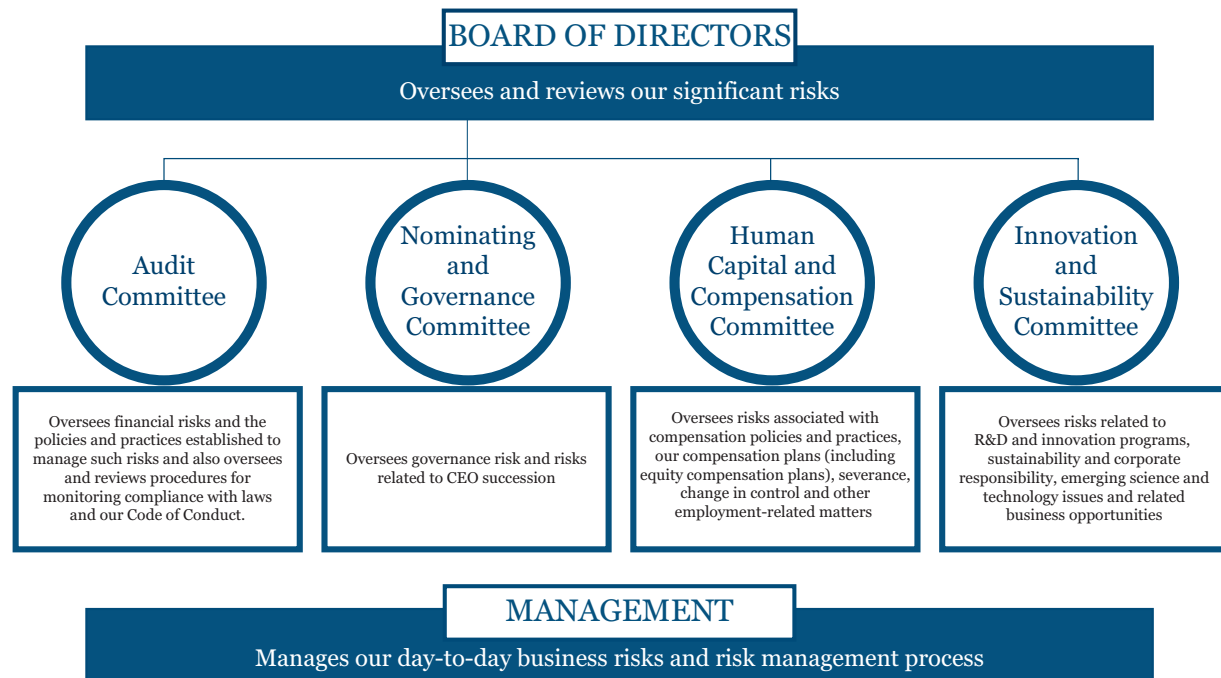 BOARD OF DIRECTORS
Oversees and reviews our significant risks
Audit
Committee
Nominating
and
Governance
Committee
Human
Capital and
Compensation
Committee
Innovation
and
Sustainability
Committee
Oversees financial risks and the
policies and practices established to
manage such risks and also oversees
and reviews procedures for
monitoring compliance with laws
and our Code of Conduct.
Oversees governance risk and risks
related to CEO succession
Oversees risks associated with
compensation policies and practices,
our compensation plans (including
equity compensation plans), severance,
change in control and other
employment-related matters
Oversees risks related to
R&D and innovation programs,
sustainability and corporate
responsibility, emerging science and
technology issues and related
business opportunities
MANAGEMENT
Manages our day-to-day business risks and risk management process